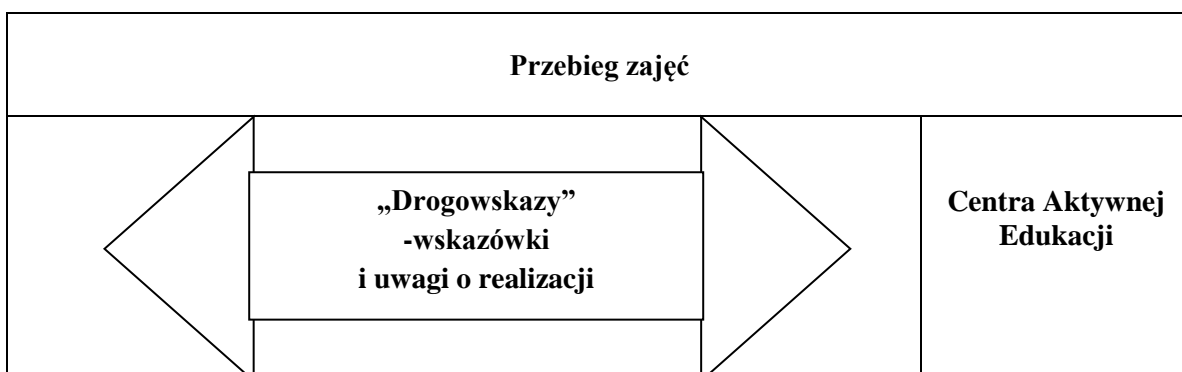 Przebieg zajęć
„Drogowskazy”
-wskazówki
i uwagi o realizacji
Centra Aktywnej
Edukacji